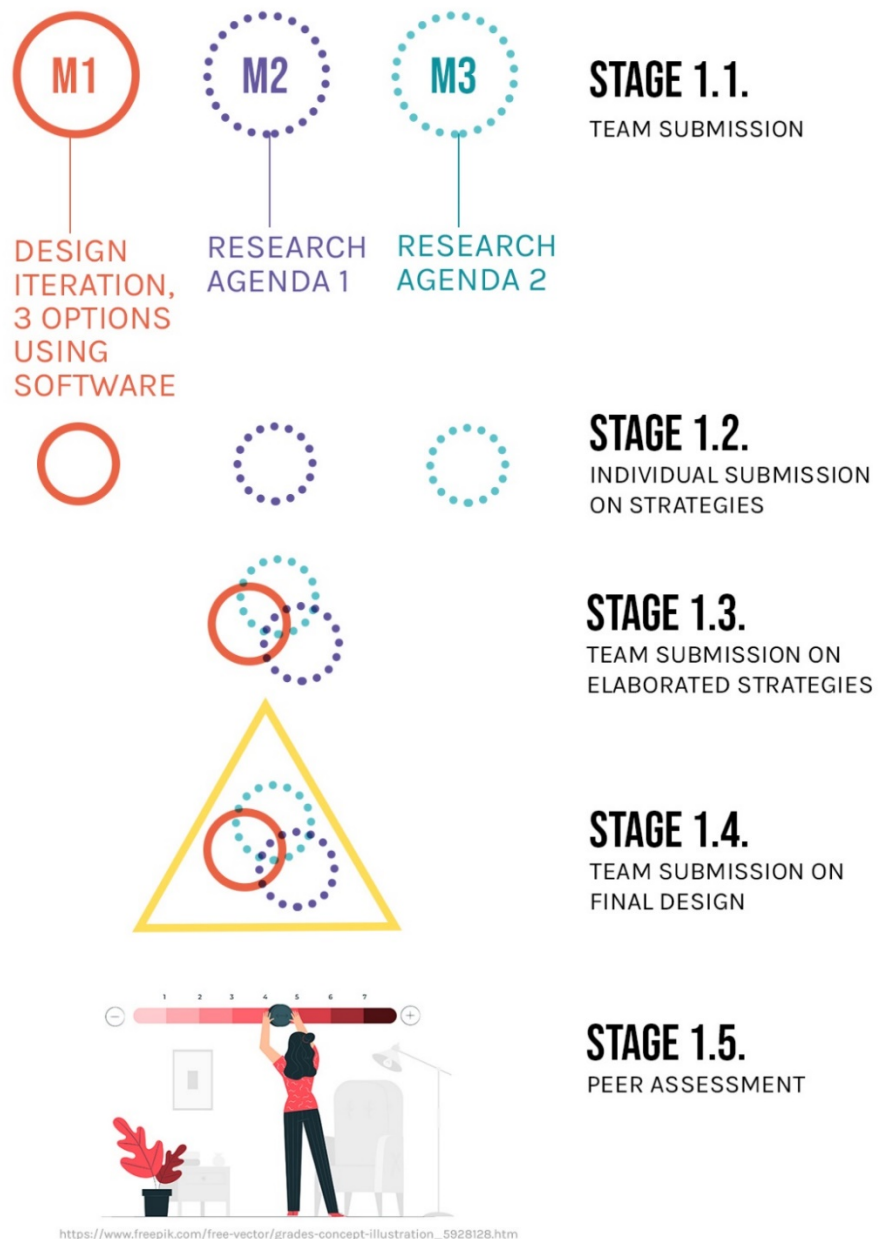 M1
M2
M3
STAGE 1.1.
TEAM SUBMISSION
DESIGN
ITERATION,
3 OPTIONS
USING
SOFTWARE
RESEARCH
AGENDA 1
RESEARCH
AGENDA 2
STAGE 1.2.
INDIVIDUAL SUBMISSION
ON STRATEGIES
STAGE 1.3.
TEAM SUBMISSION ON
ELABORATED STRATEGIES
STAGE 1.4.
TEAM SUBMISSION ON
FINAL DESIGN
1 2 3 4 5 6 7
STAGE 1.5.
PEER ASSESSMENT
https://www.freepik.com/free-vector/grades-concept-illustration_5928128.htm